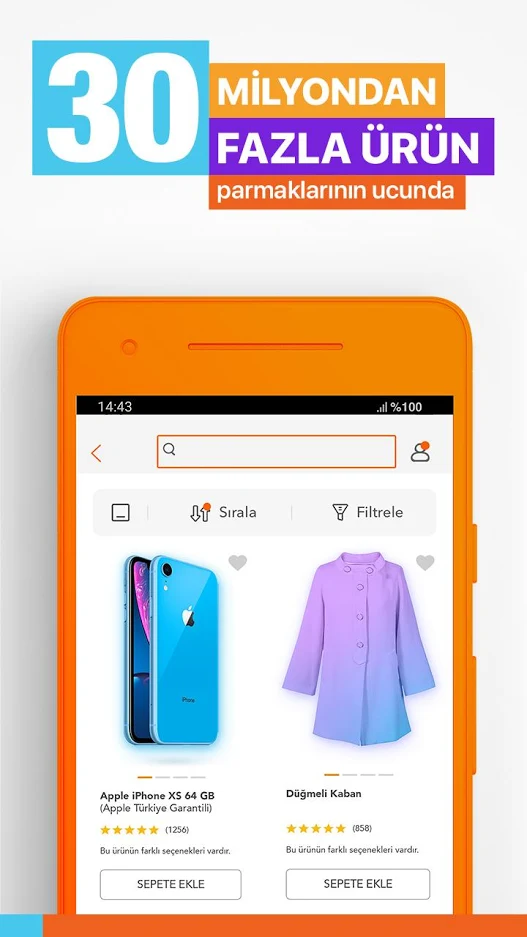 30
MİLYONDAN
FAZLA ÜRÜN
parmaklarının ucunda
14:43
%100
Sırala
Filtrele
iPhone
Apple iPhone XS 64 GB
(Apple Türkiye Garantili)
(1256)
Bu ürünün farklı seçenekleri vardır.
SEPETE EKLE
Düğmeli Kaban
(858)
Bu ürünün farklı seçenekleri vardır.
SEPETE EKLE